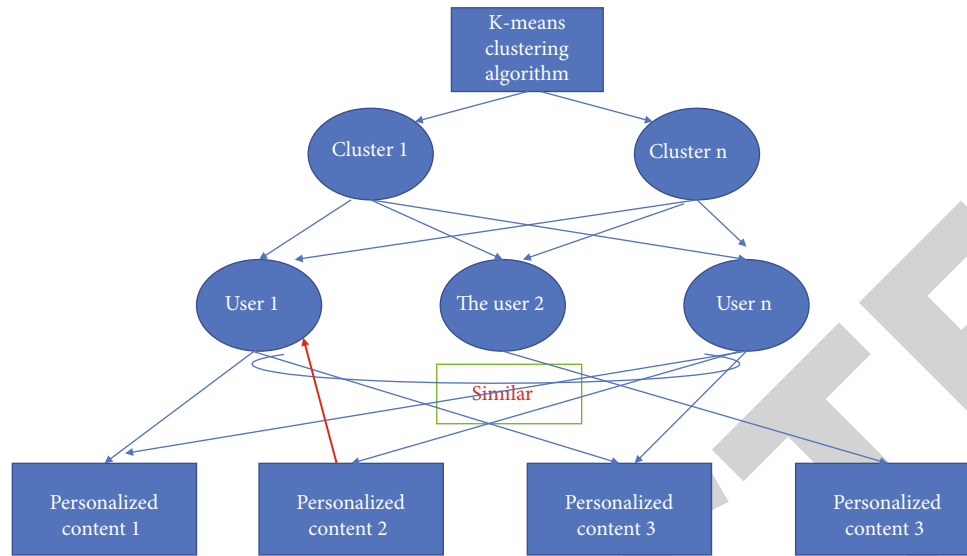 K-means
clustering
algorithm
Cluster 1
Cluster n
User 1
The user 2
User n
Similar
Personalized
content 1
Personalized
content 2
Personalized
content 3
Personalized
content 3